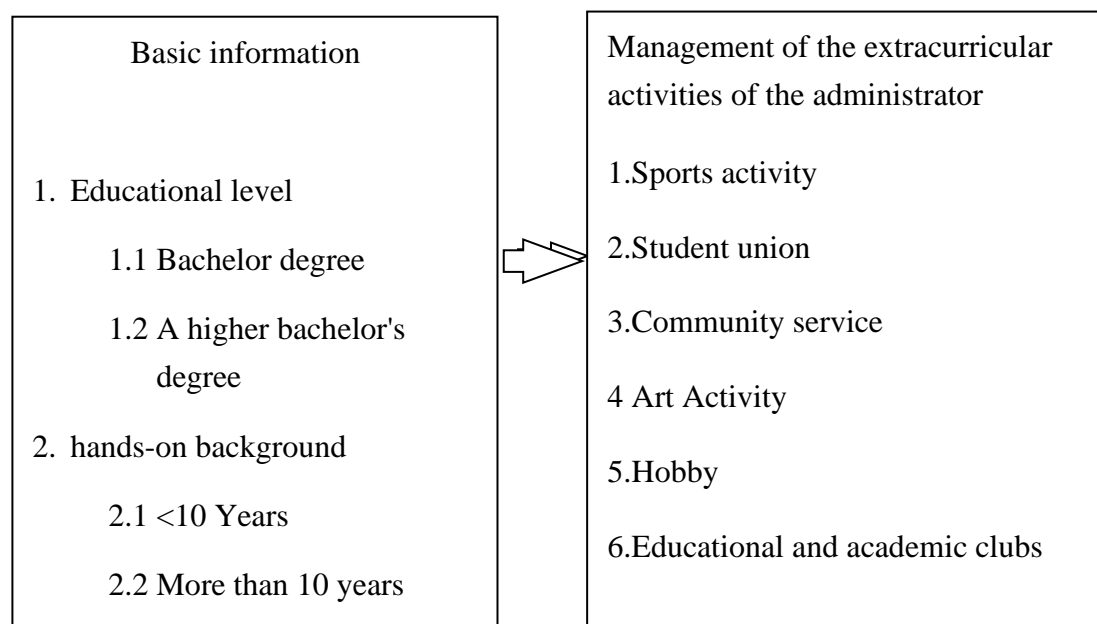 Basic information
1. Educational level
1.1 Bachelor degree
1.2 A higher bachelor's
degree
2. hands-on background
2.1 <10 Years
2.2 More than 10 years
Management of the extracurricular
activities of the administrator
1.Sports activity
2.Student union
3.Community service
4 Art Activity
5.Hobby
6.Educational and academic clubs